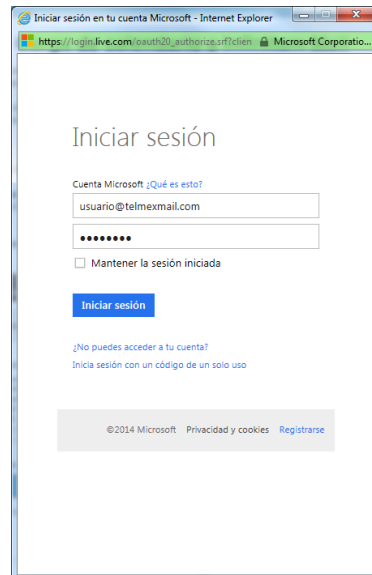 Iniciar sesión en tu cuenta Microsoft - Internet Explorer
https://login.live.com/oauth20_authorize.srf?clien Microsoft Corporatio...
Iniciar sesión
Cuenta Microsoft ¿Qué es esto?
usuario@telmexmail.com
••••••••
Mantener la sesión iniciada
Iniciar sesión
¿No puedes acceder a tu cuenta?
Inicia sesión con un código de un solo uso
©2014 Microsoft Privacidad y cookies Registrarse